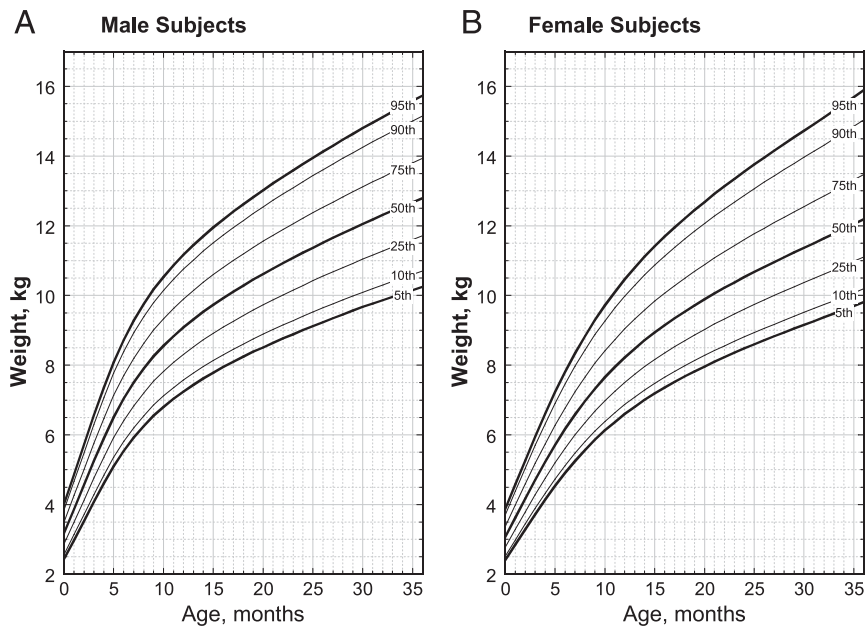 A Male Subjects
16
14
12
10
8
6
4
2
Weight, kg
95th
90th
75th
50th
25th
10th
5th
0 5 10 15 20 25 30 35
Age, months
B Female Subjects
16
14
12
10
8
6
4
2
Weight, kg
95th
90th
75th
50th
25th
10th
5th
0 5 10 15 20 25 30 35
Age, months